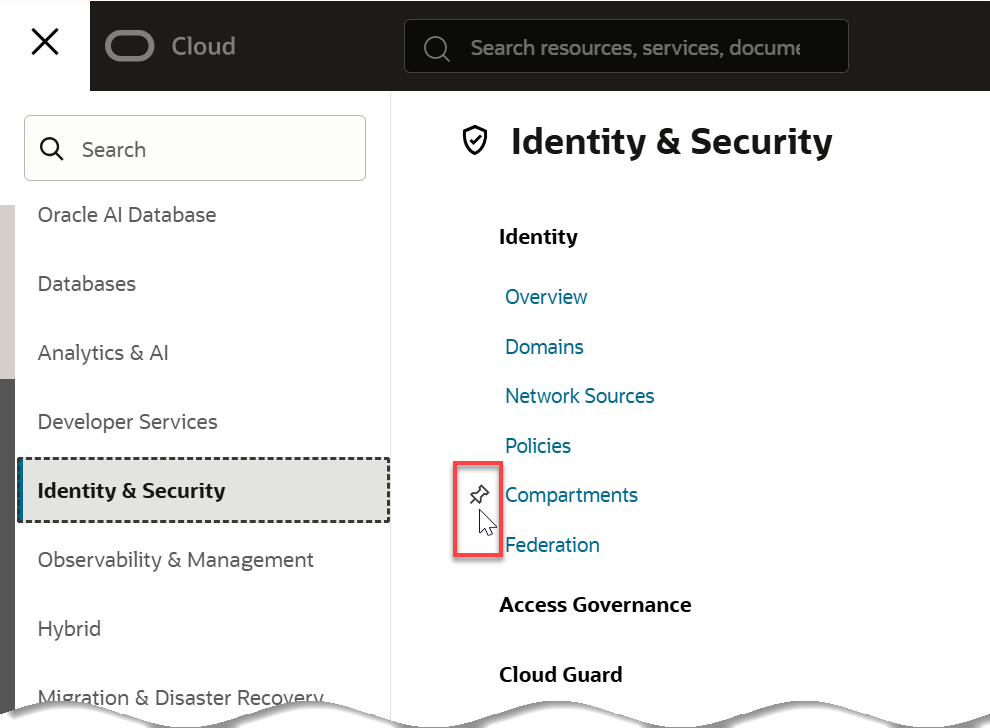 Cloud
Search resources, services, docume
Search
Oracle AI Database
Databases
Analytics & AI
Developer Services
Identity & Security
Observability & Management
Hybrid
Migration & Disaster Recovery
Identity & Security
Identity
Overview
Domains
Network Sources
Policies
Compartments
Federation
Access Governance
Cloud Guard